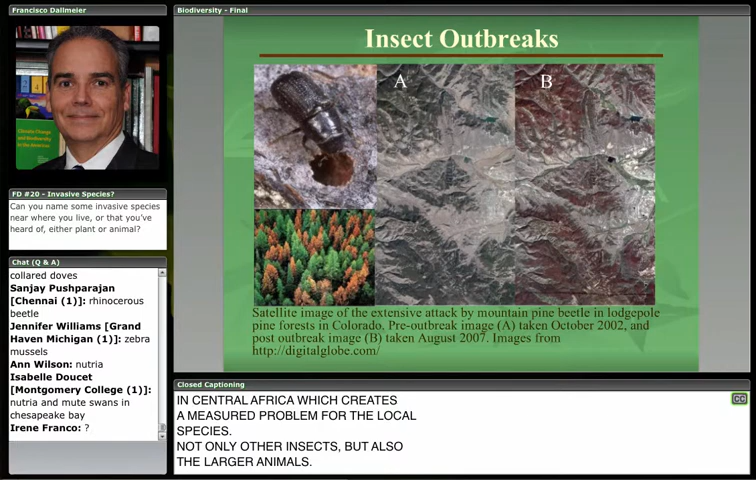 Francisco Dallmeier
FD #20 - Invasive Species?
Can you name some invasive species
near where you live, or that you've
heard of, either plant or animal?
Chat (Q & A)
collared doves
Sanjay Pushparajan
[Chennai (1)]: rhinocerous
beetle
Jennifer Williams [Grand
Haven Michigan (1)]: zebra
mussels
Ann Wilson: nutria
Isabelle Doucet
[Montgomery College (1)]:
nutria and mute swans in
chesapeake bay
Irene Franco: ?
Biodiversity - Final
Insect Outbreaks
A
B
Satellite image of the extensive attack by mountain pine beetle in lodgepole
pine forests in Colorado. Pre-outbreak image (A) taken October 2002, and
post outbreak image (B) taken August 2007. Images from
http://digitalglobe.com/
Closed Captioning
CC
IN CENTRAL AFRICA WHICH CREATES
A MEASURED PROBLEM FOR THE LOCAL
SPECIES.
NOT ONLY OTHER INSECTS, BUT ALSO
THE LARGER ANIMALS.